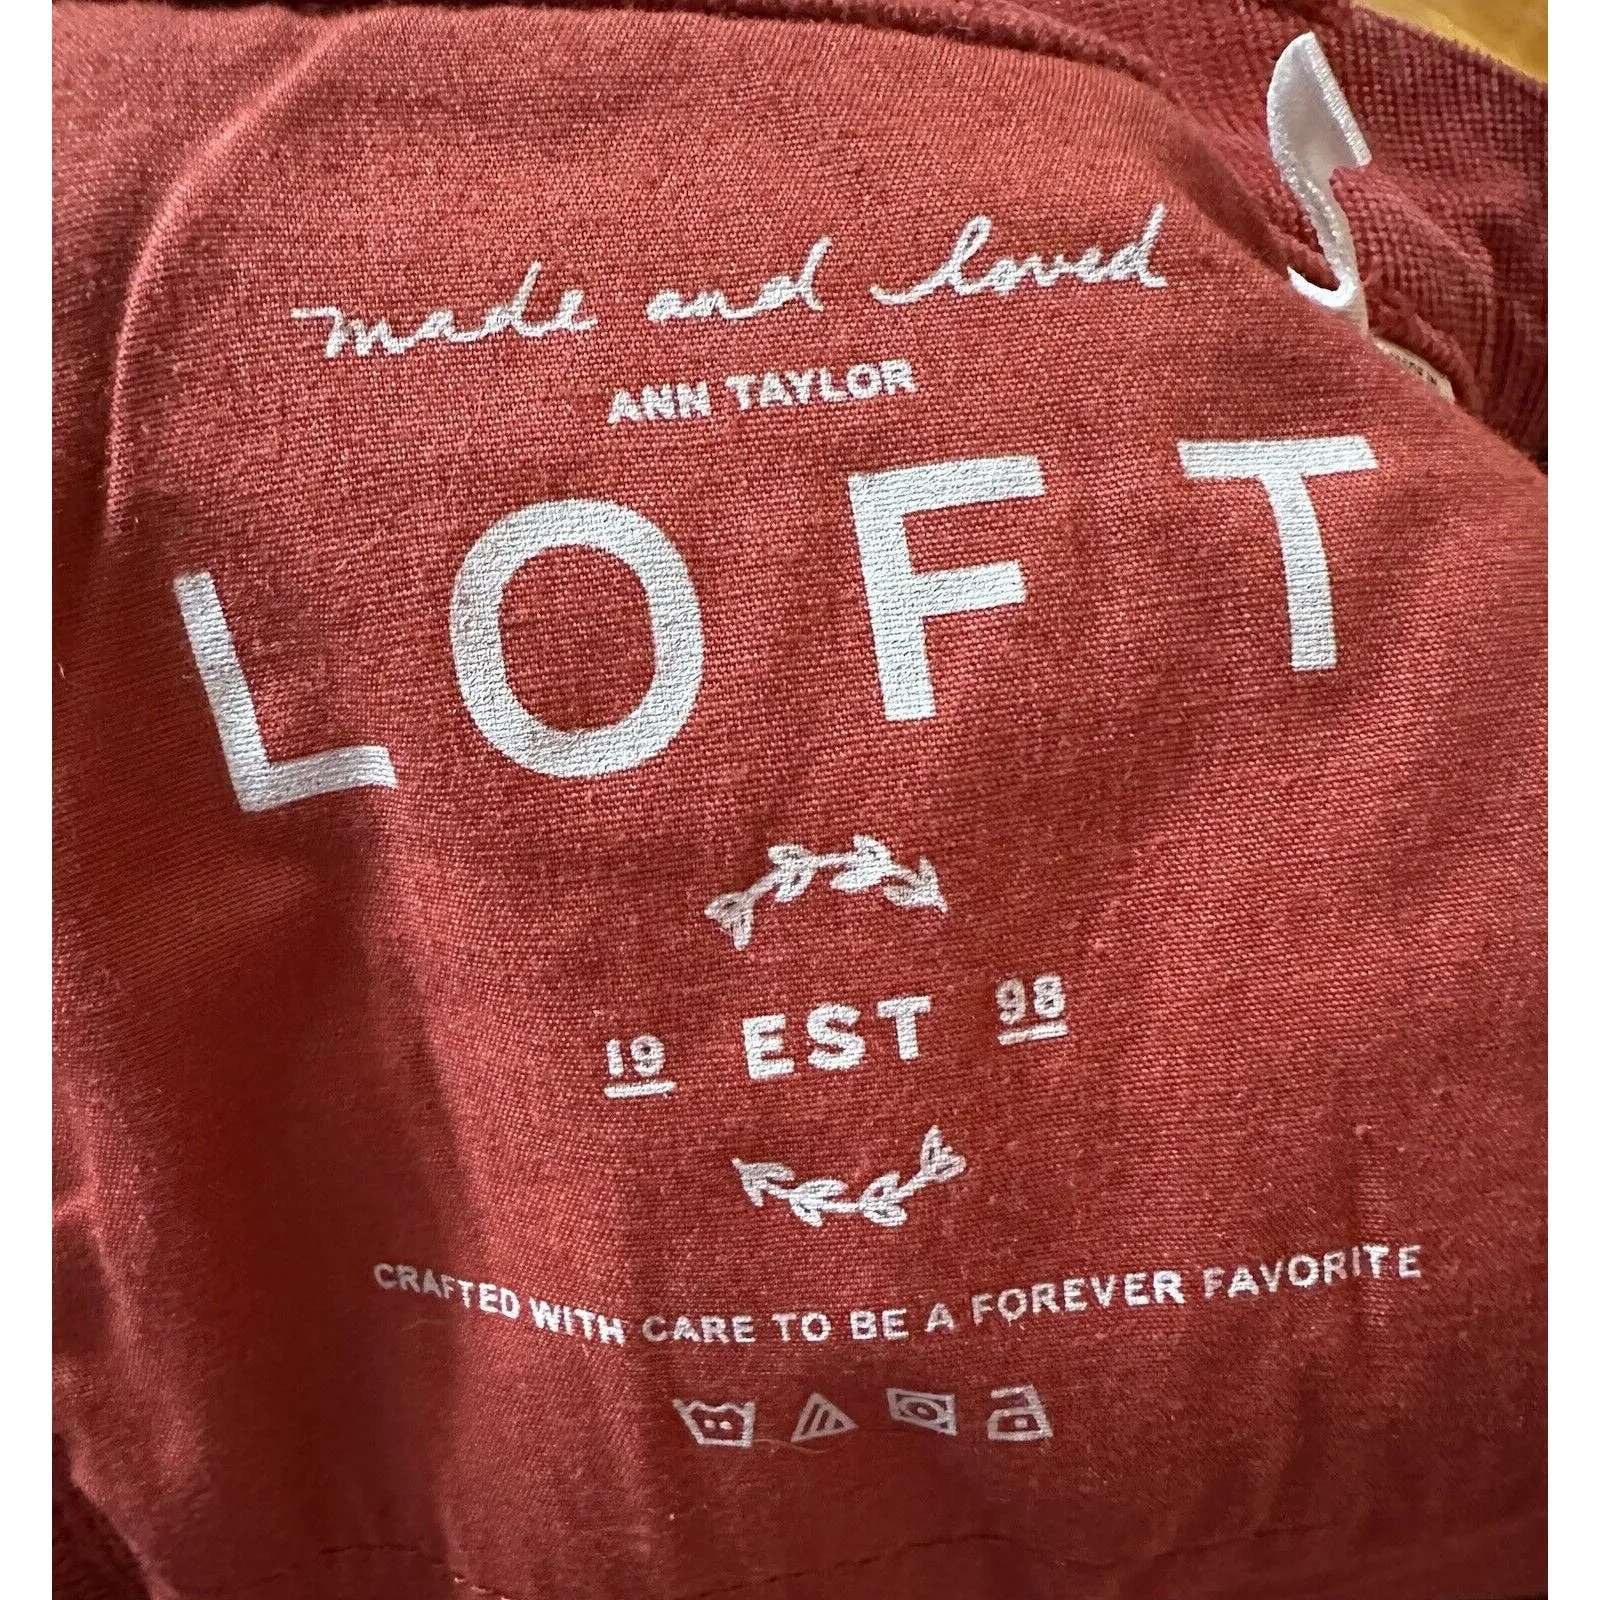 made and loved
ANN TAYLOR
LOFT
19 EST 98
CRAFTED WITH CARE TO BE A FOREVER FAVORITE